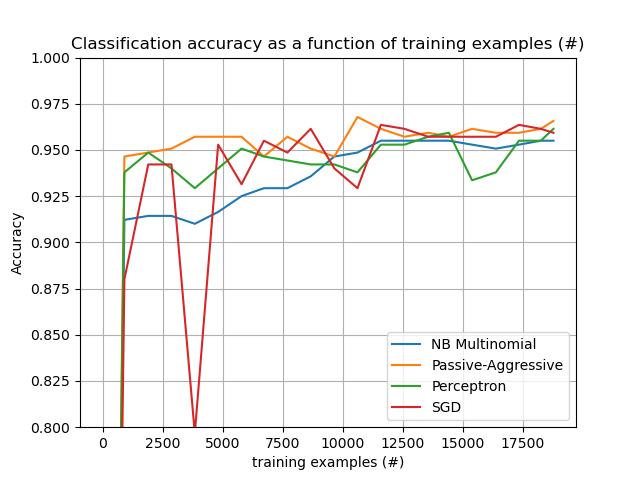 Classification accuracy as a function of training examples (#)
1.000
0.975
0.950
0.925
0.900
0.875
0.850
0.825
0.800
Accuracy
NB Multinomial
Passive-Aggressive
Perceptron
SGD
0 2500 5000 7500 10000 12500 15000 17500
training examples (#)